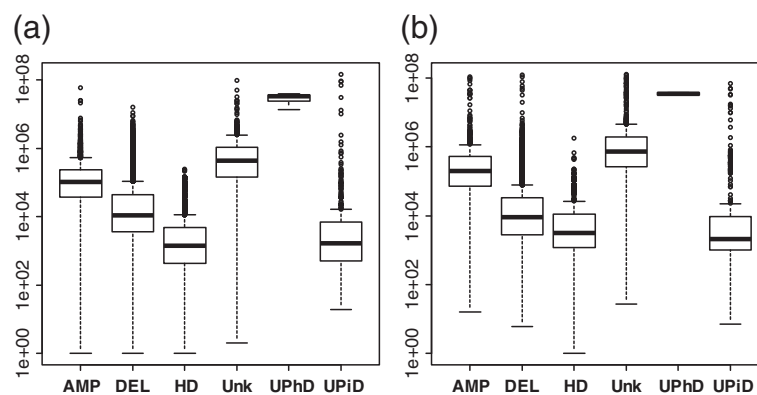 (a)
1e+08
1e+06
1e+04
1e+02
1e+00
AMP DEL HD Unk UPhD UPiD
(b)
1e+08
1e+06
1e+04
1e+02
1e+00
AMP DEL HD Unk UPhD UPiD